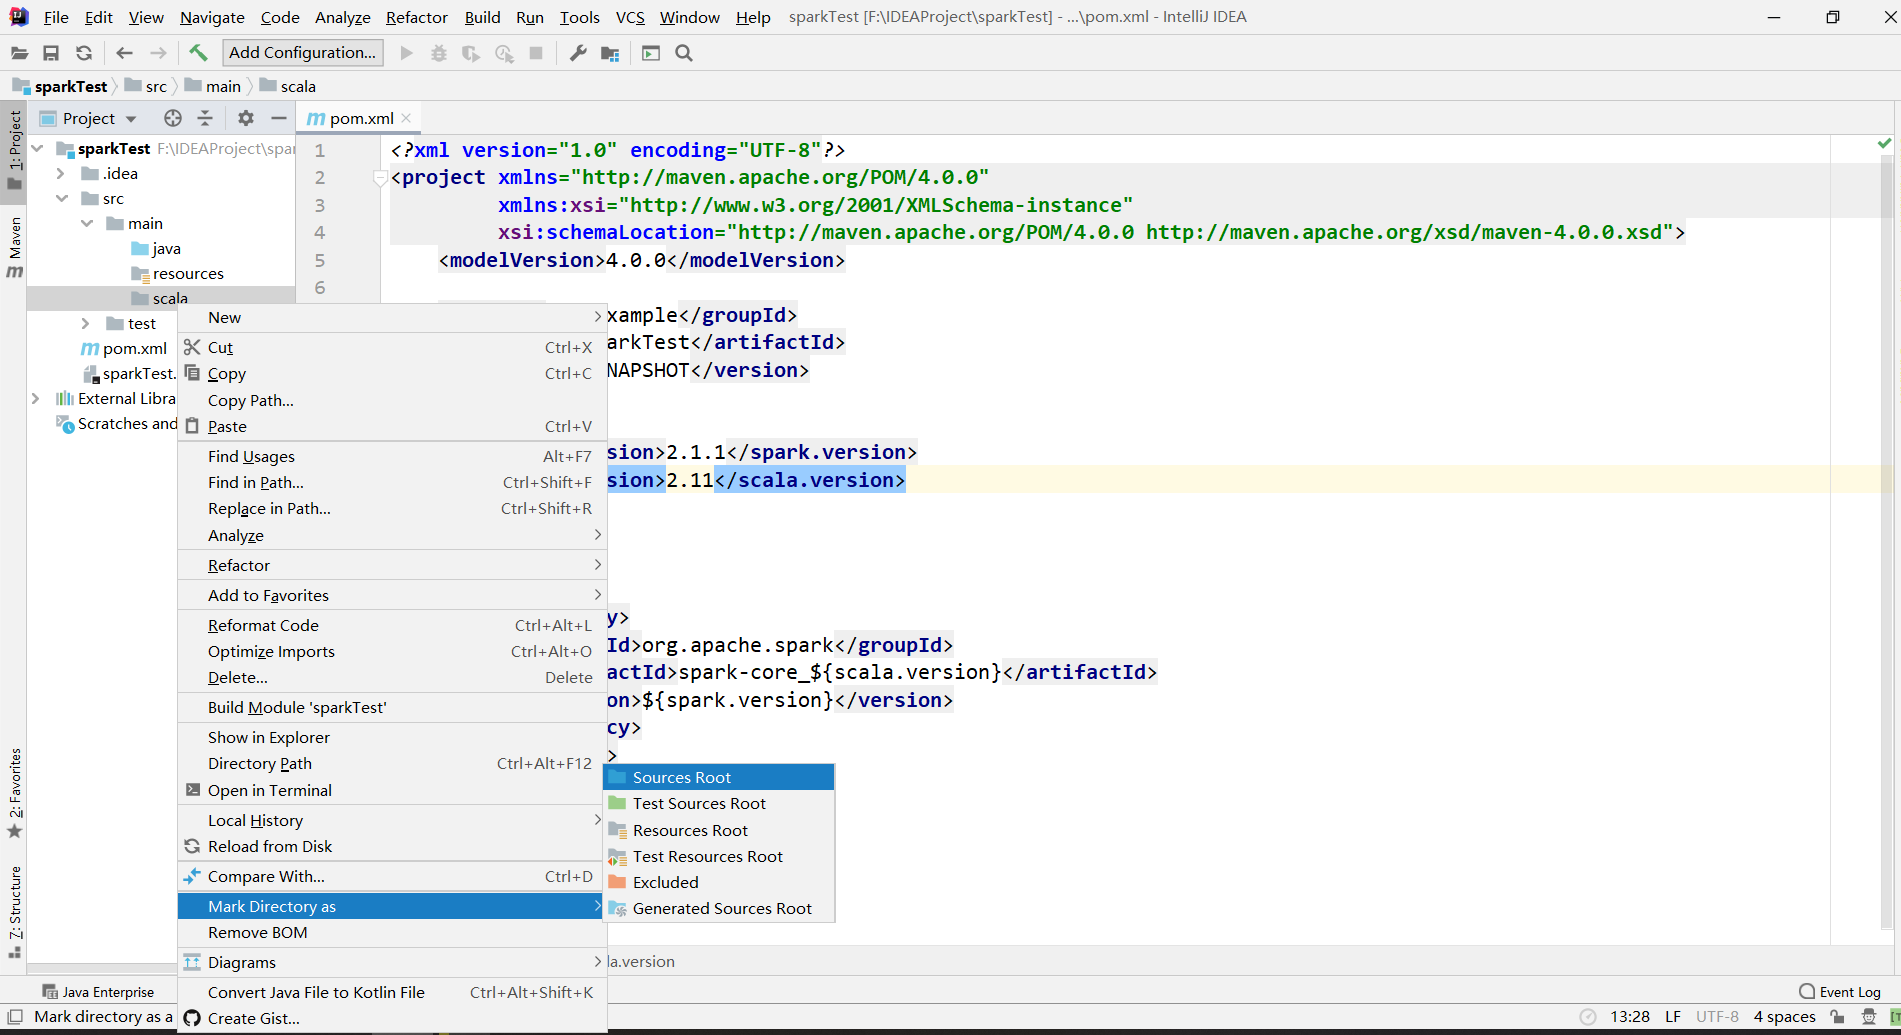 File Edit View Navigate Code Analyze Refactor Build Run Tools VCS Window Help sparkTest [F:\IDEAProject\sparkTest] - ...\pom.xml - IntelliJ IDEA
Add Configuration...
sparkTest src main scala
1: Project
Maven
2: Favorites
7: Structure
Project
sparkTest F:\IDEAProject\spar
.idea
src
main
java
resources
scala
test
pom.xml
sparkTest.
External Libra
Scratches and
pom.xml
1 <?xml version="1.0" encoding="UTF-8"?>
2 <project xmlns="http://maven.apache.org/POM/4.0.0"
3 xmlns:xsi="http://www.w3.org/2001/XMLSchema-instance"
4 xsi:schemaLocation="http://maven.apache.org/POM/4.0.0 http://maven.apache.org/xsd/maven-4.0.0.xsd">
5 <modelVersion>4.0.0</modelVersion>
6
xample</groupId>
arkTest</artifactId>
NAPSHOT</version>
sion>2.1.1</spark.version>
sion>2.11</scala.version>
y>
Id>org.apache.spark</groupId>
actId>spark-core_${scala.version}</artifactId>
on>${spark.version}</version>
cy>
>
New
Cut Ctrl+X
Copy Ctrl+C
Copy Path...
Paste Ctrl+V
Find Usages Alt+F7
Find in Path... Ctrl+Shift+F
Replace in Path... Ctrl+Shift+R
Analyze
Refactor
Add to Favorites
Reformat Code Ctrl+Alt+L
Optimize Imports Ctrl+Alt+O
Delete... Delete
Build Module 'sparkTest'
Show in Explorer
Directory Path Ctrl+Alt+F12
Open in Terminal
Local History
Reload from Disk
Compare With... Ctrl+D
Mark Directory as
Remove BOM
Diagrams
Convert Java File to Kotlin File Ctrl+Alt+Shift+K
Create Gist...
Sources Root
Test Sources Root
Resources Root
Test Resources Root
Excluded
Generated Sources Root
la.version
Java Enterprise
Event Log
Mark directory as a
13:28 LF UTF-8 4 spaces